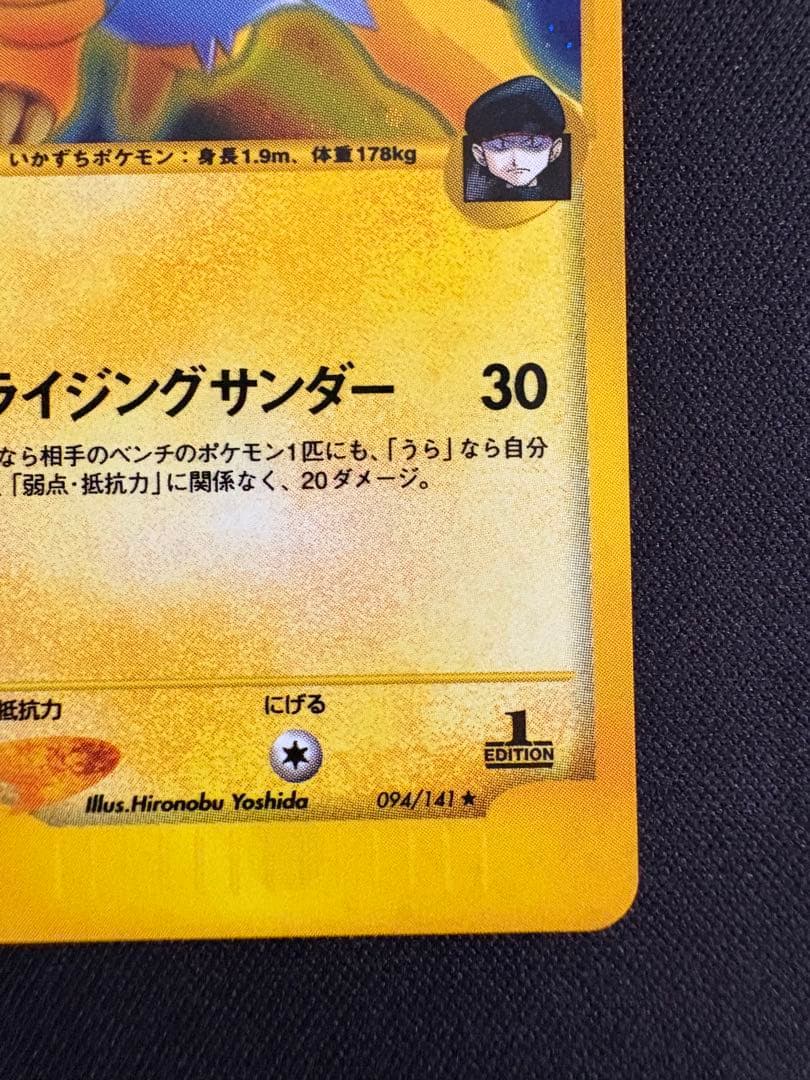 いかずちポケモン：身長1.9m、体重178kg
ライジングサンダー 30
なら相手のベンチのポケモン1匹にも、「うら」なら自分
、「弱点・抵抗力」に関係なく、20ダメージ。
抵抗力 にげる
1
EDITION
Illus.Hironobu Yoshida 094/141★